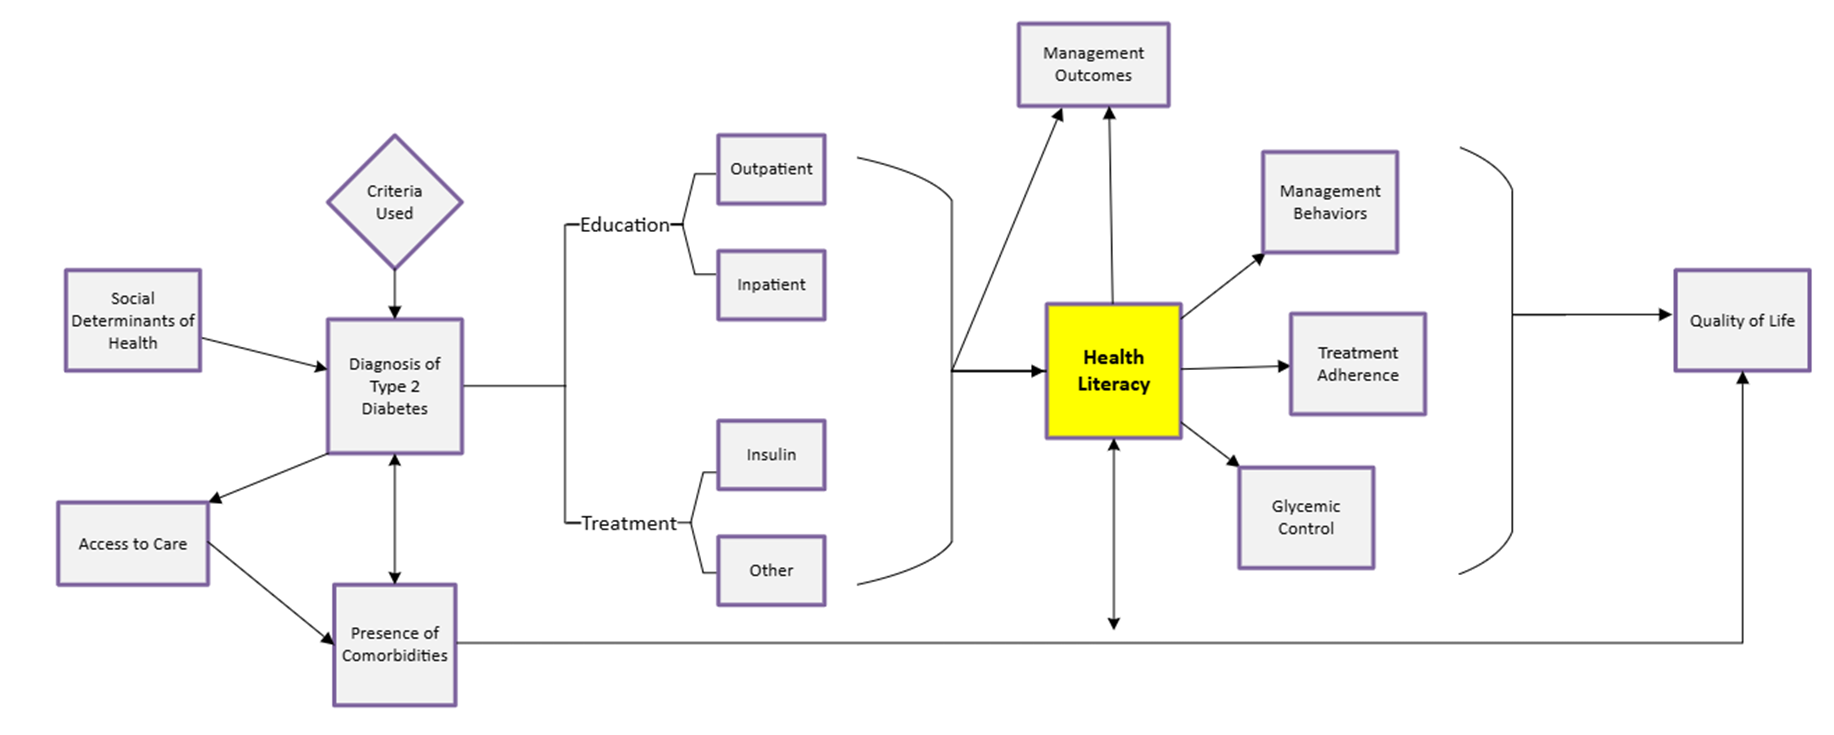 Management
Outcomes
Criteria
Used
Outpatient
Management
Behaviors
Education
Social
Determinants of
Health
Inpatient
Quality of Life
Diagnosis of
Type 2
Diabetes
Health
Literacy
Treatment
Adherence
Insulin
Access to Care
Treatment
Glycemic
Control
Other
Presence of
Comorbidities